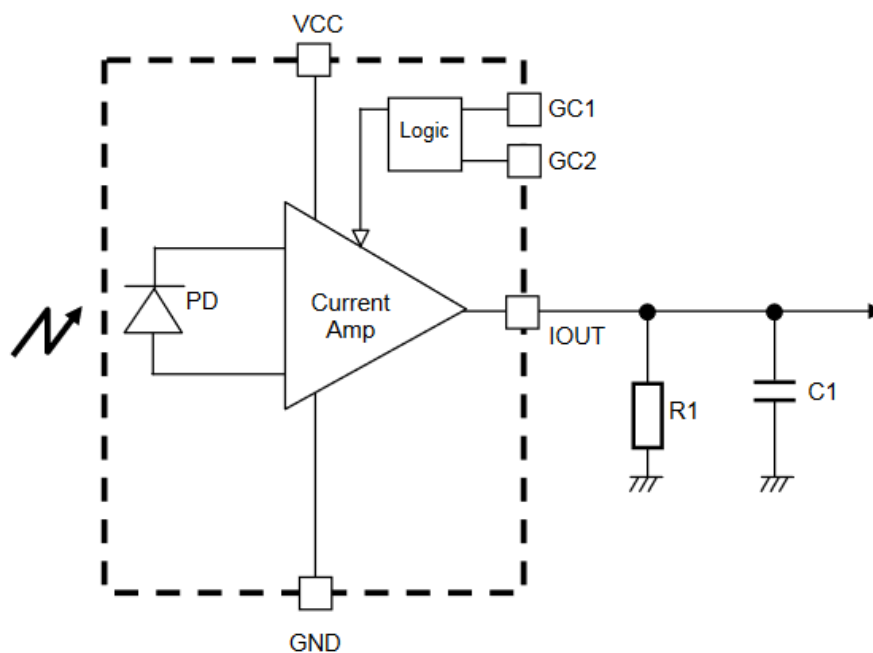 VCC
GC1
Logic
GC2
PD
Current
Amp
IOUT
R1
C1
GND